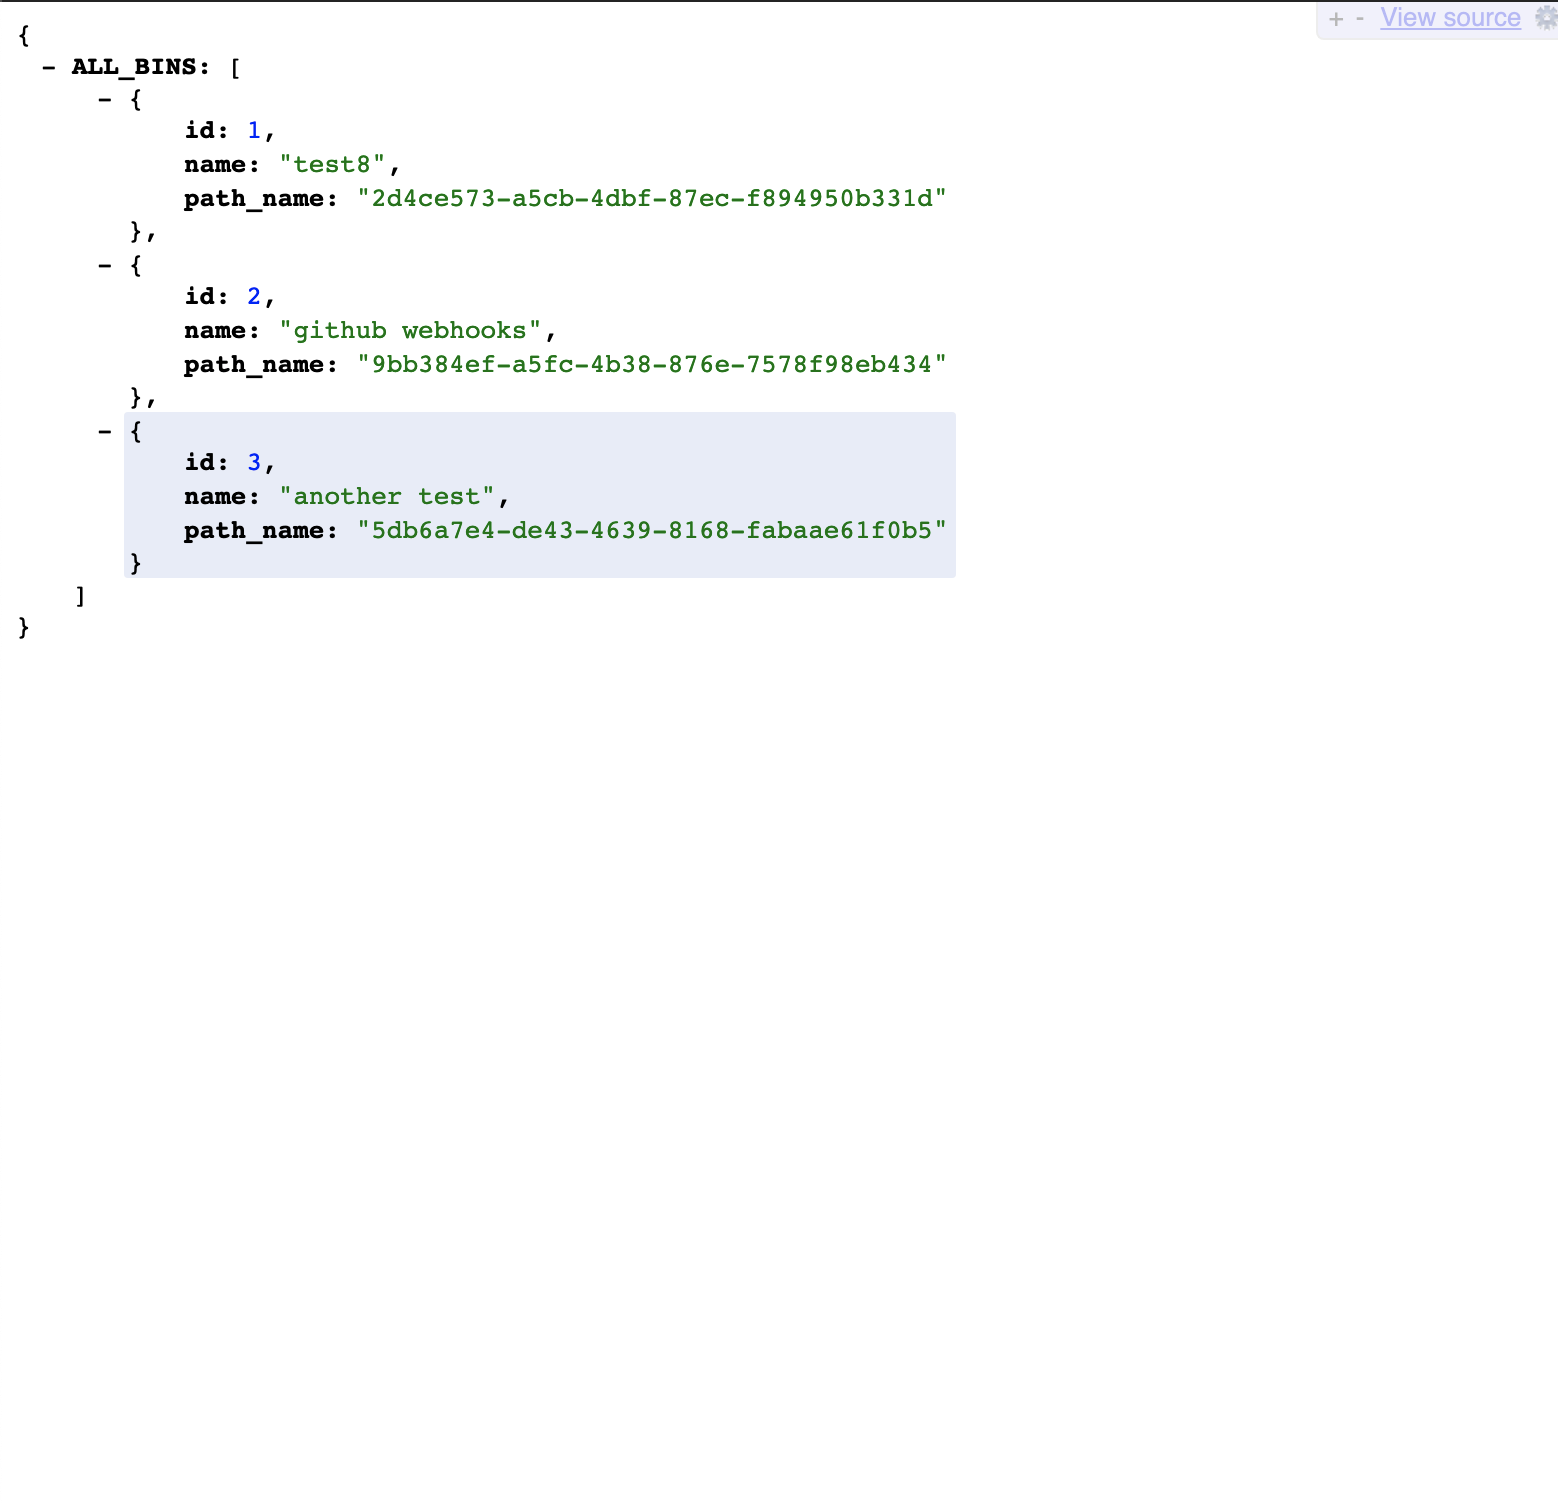 + - View source
{
- ALL_BINS: [
- {
id: 1,
name: "test8",
path_name: "2d4ce573-a5cb-4dbf-87ec-f894950b331d"
},
- {
id: 2,
name: "github webhooks",
path_name: "9bb384ef-a5fc-4b38-876e-7578f98eb434"
},
- {
id: 3,
name: "another test",
path_name: "5db6a7e4-de43-4639-8168-fabaae61f0b5"
}
]
}